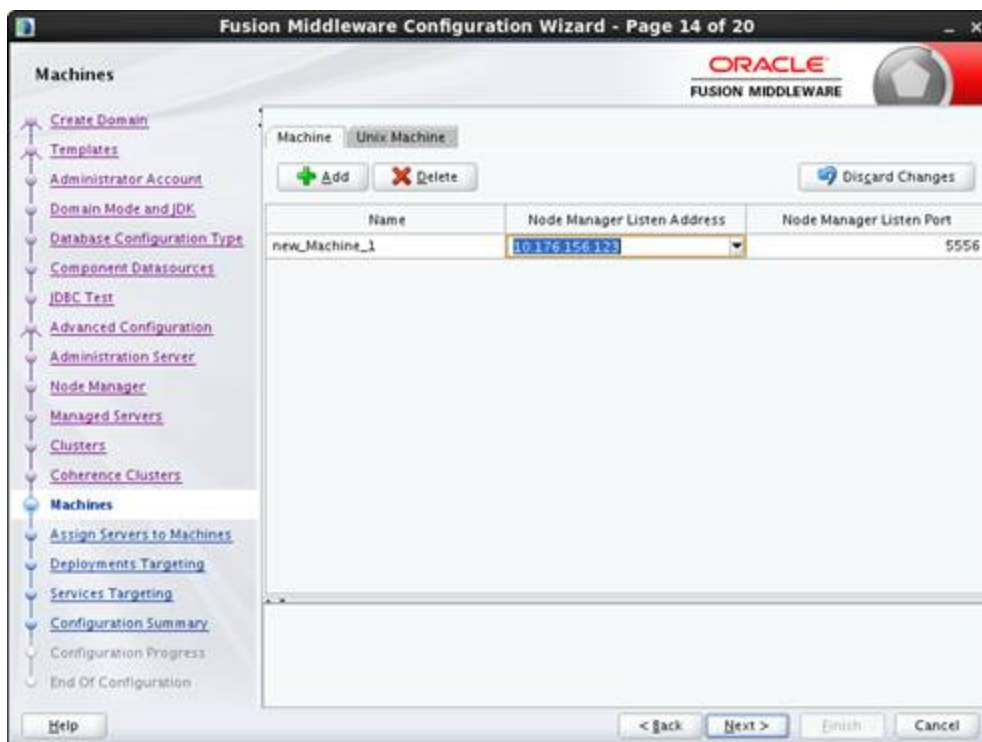 Fusion Middleware Configuration Wizard - Page 14 of 20
Machines
ORACLE
FUSION MIDDLEWARE
Create Domain
Templates
Administrator Account
Domain Mode and JDK
Database Configuration Type
Component Datasources
JDBC Test
Advanced Configuration
Administration Server
Node Manager
Managed Servers
Clusters
Coherence Clusters
Machines
Assign Servers to Machines
Deployments Targeting
Services Targeting
Configuration Summary
Configuration Progress
End Of Configuration
Machine Unix Machine
Add Delete Discard Changes
Name Node Manager Listen Address Node Manager Listen Port
new_Machine_1 10.176.156.123 5556
Help < Back Next > Finish Cancel